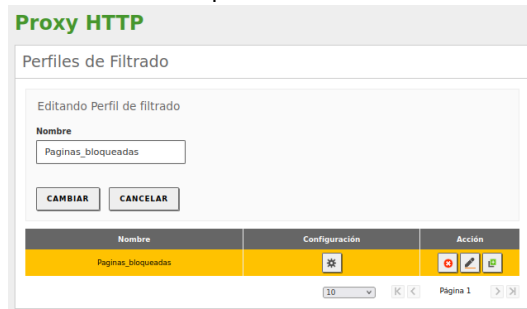 Proxy HTTP
Perfiles de Filtrado
Editando Perfil de filtrado
Nombre
Paginas_bloqueadas
CAMBIAR CANCELAR
Nombre Configuración Acción
Paginas_bloqueadas
10 Página 1